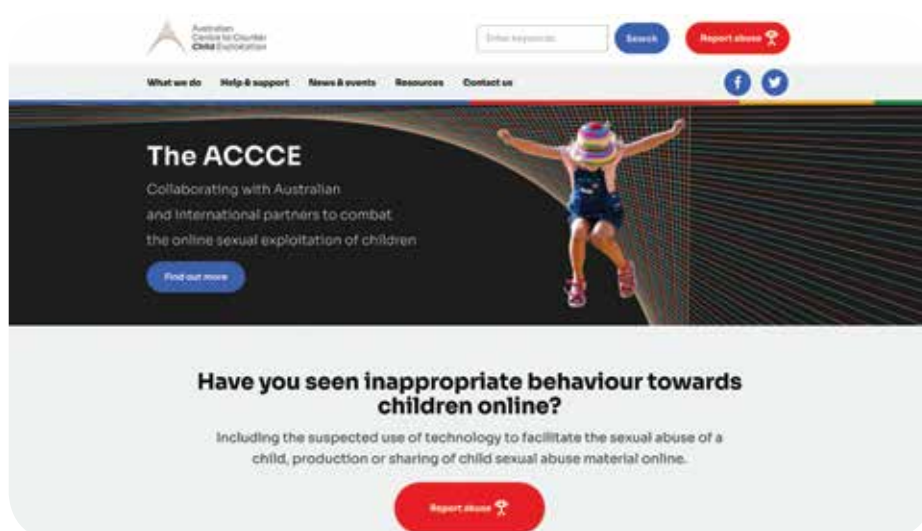 Australian
Centre to Counter
Child Exploitation
Enter keywords
Search
Report abuse
What we do
Help & support
News & events
Resources
Contact us
The ACCCE
Collaborating with Australian
and international partners to combat
the online sexual exploitation of children
Find out more
Have you seen inappropriate behaviour towards
children online?
Including the suspected use of technology to facilitate the sexual abuse of a
child, production or sharing of child sexual abuse material online.
Report abuse